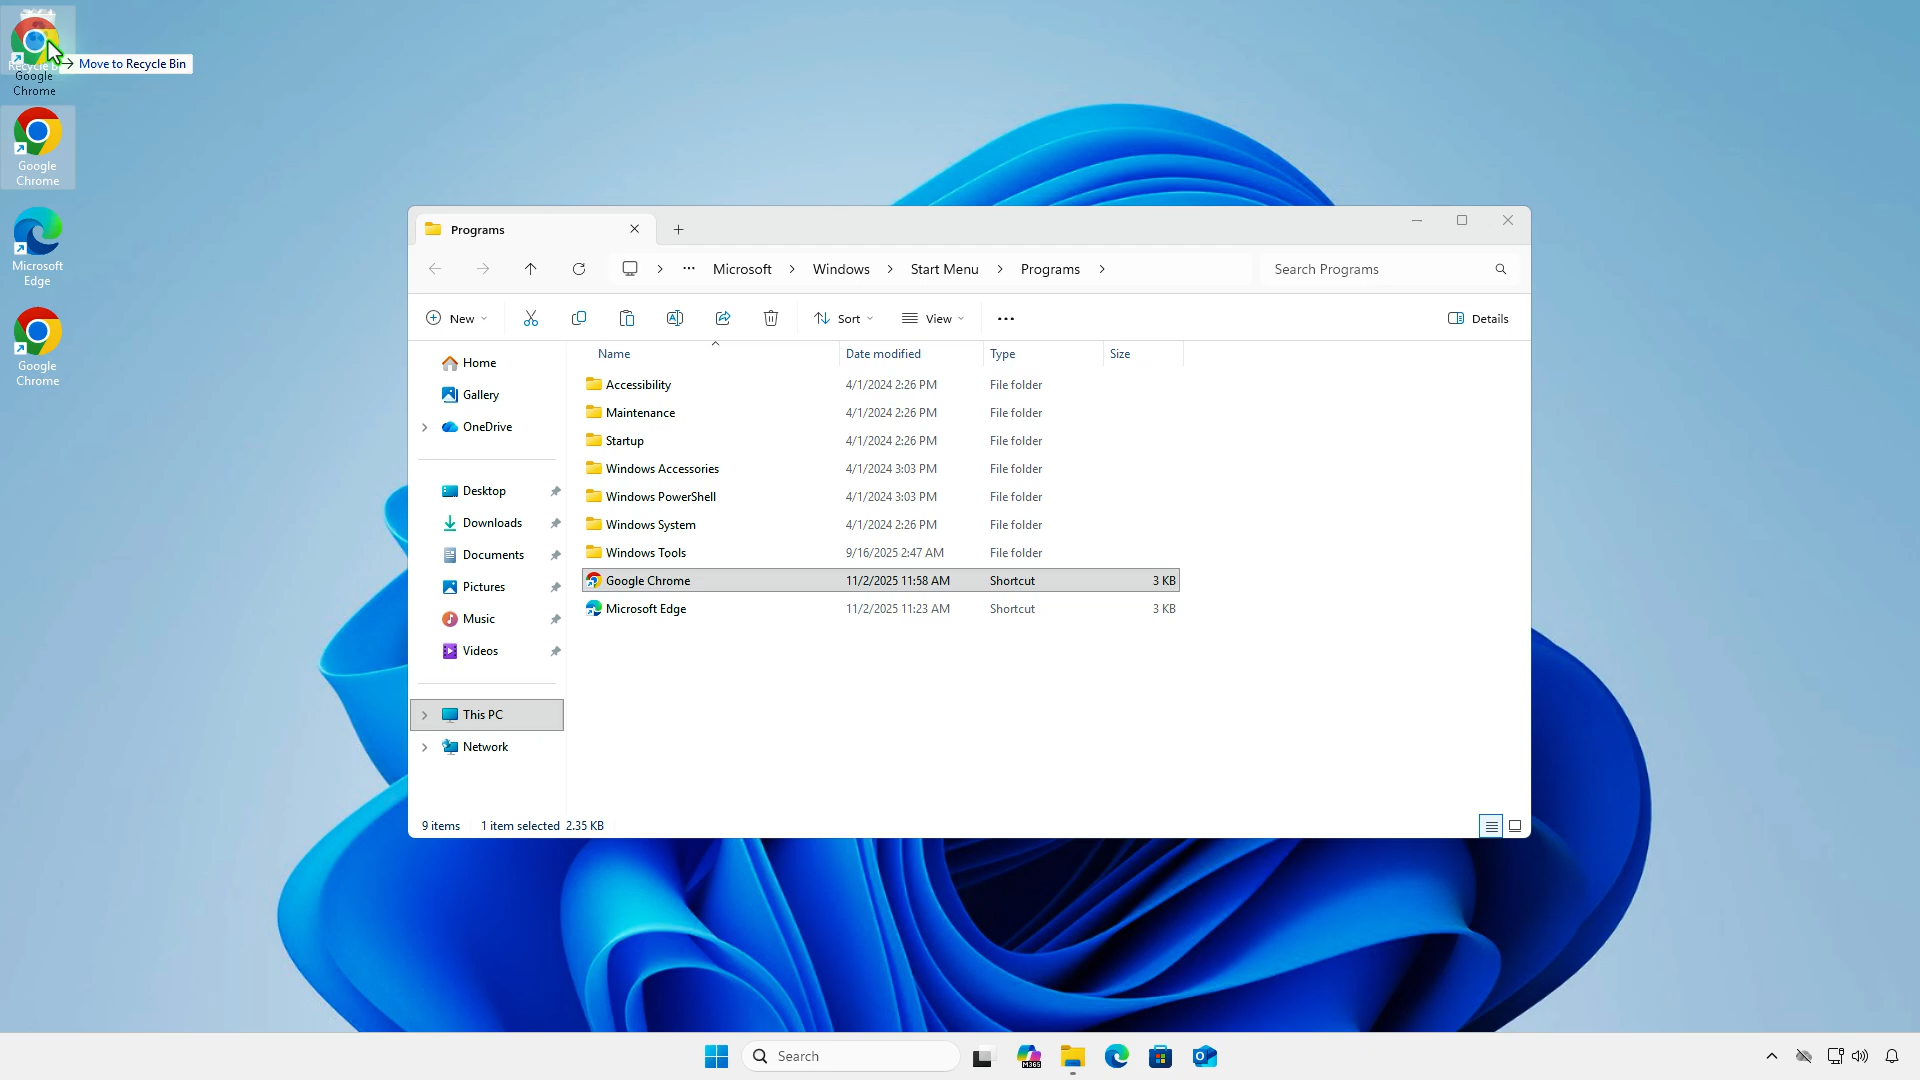 Recycle B
→ Move to Recycle Bin
Google
Chrome
Google
Chrome
Microsoft
Edge
Google
Chrome
Programs
Microsoft > Windows > Start Menu > Programs >
Search Programs
New
Sort
View
Details
Home
Gallery
OneDrive
Desktop
Downloads
Documents
Pictures
Music
Videos
This PC
Network
Name Date modified Type Size
Accessibility 4/1/2024 2:26 PM File folder
Maintenance 4/1/2024 2:26 PM File folder
Startup 4/1/2024 2:26 PM File folder
Windows Accessories 4/1/2024 3:03 PM File folder
Windows PowerShell 4/1/2024 3:03 PM File folder
Windows System 4/1/2024 2:26 PM File folder
Windows Tools 9/16/2025 2:47 AM File folder
Google Chrome 11/2/2025 11:58 AM Shortcut 3 KB
Microsoft Edge 11/2/2025 11:23 AM Shortcut 3 KB
9 items 1 item selected 2.35 KB
Search
M365